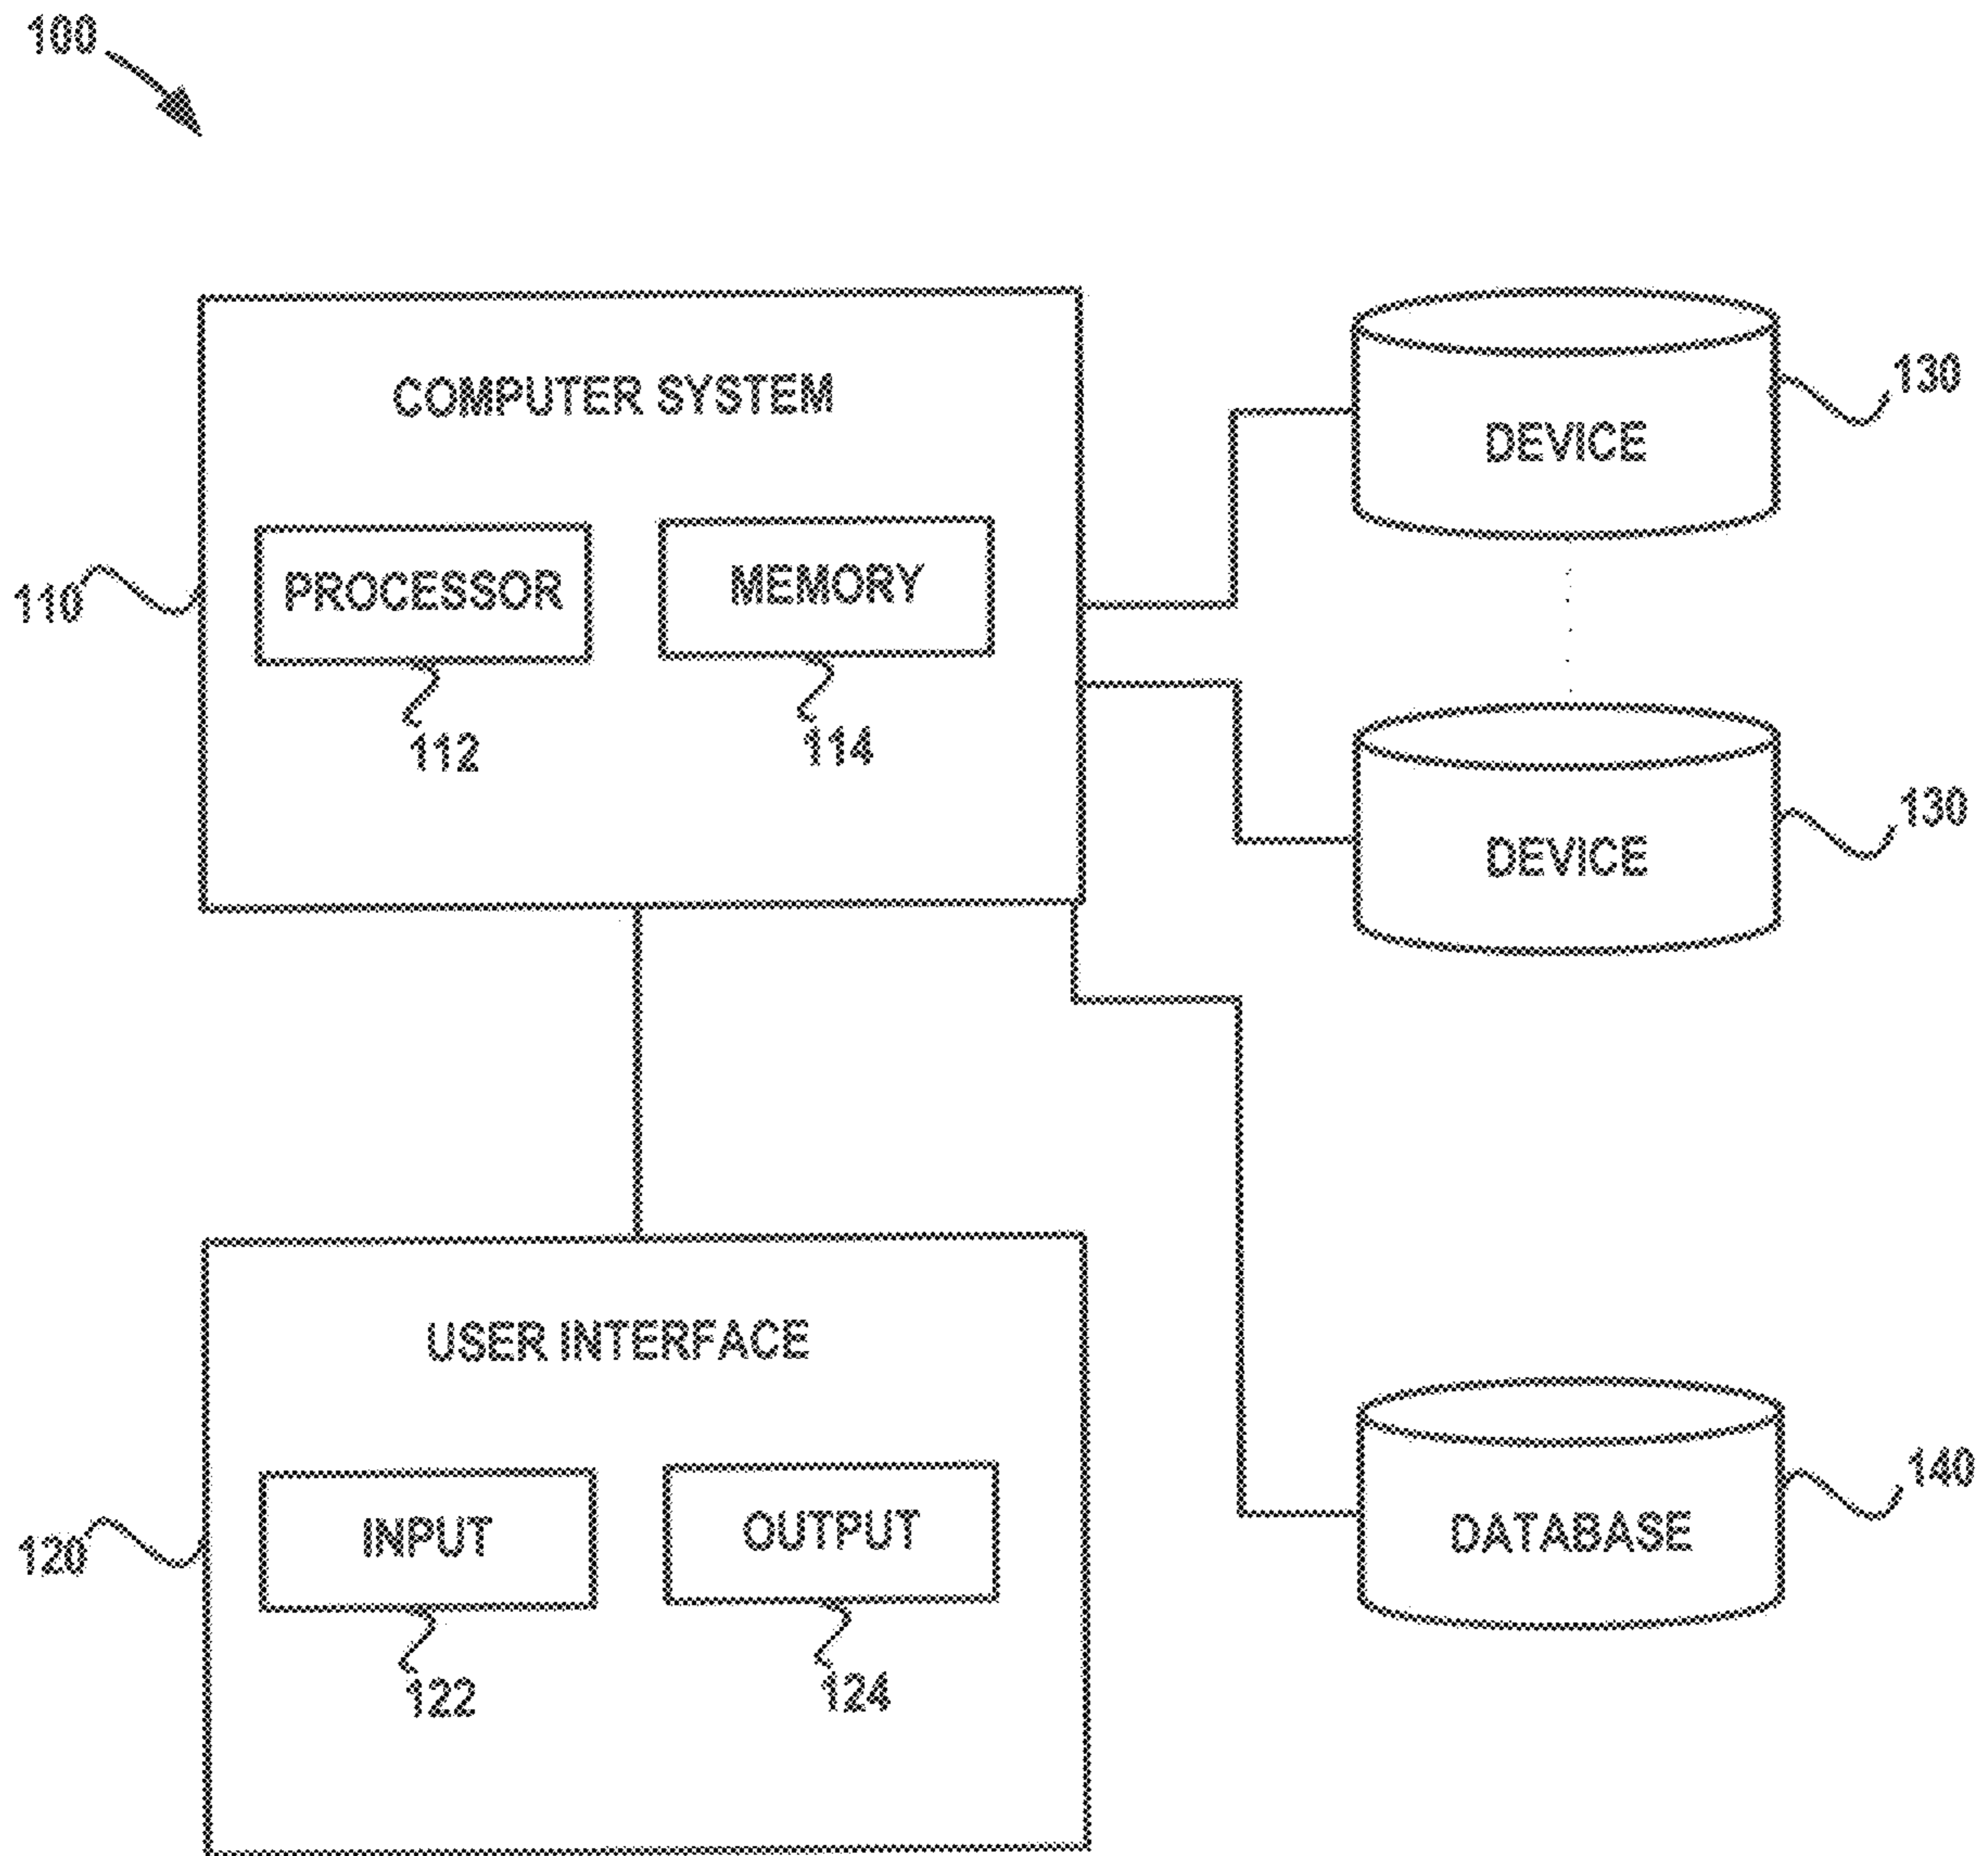 100
COMPUTER SYSTEM
PROCESSOR
MEMORY
110
112
114
DEVICE
130
DEVICE
130
USER INTERFACE
INPUT
OUTPUT
120
122
124
DATABASE
140